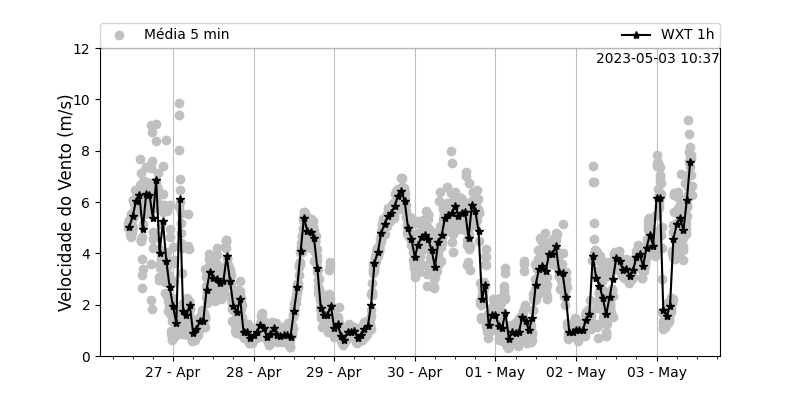 Média 5 min WXT 1h
2023-05-03 10:37
Velocidade do Vento (m/s)
12
10
8
6
4
2
0
27 - Apr 28 - Apr 29 - Apr 30 - Apr 01 - May 02 - May 03 - May